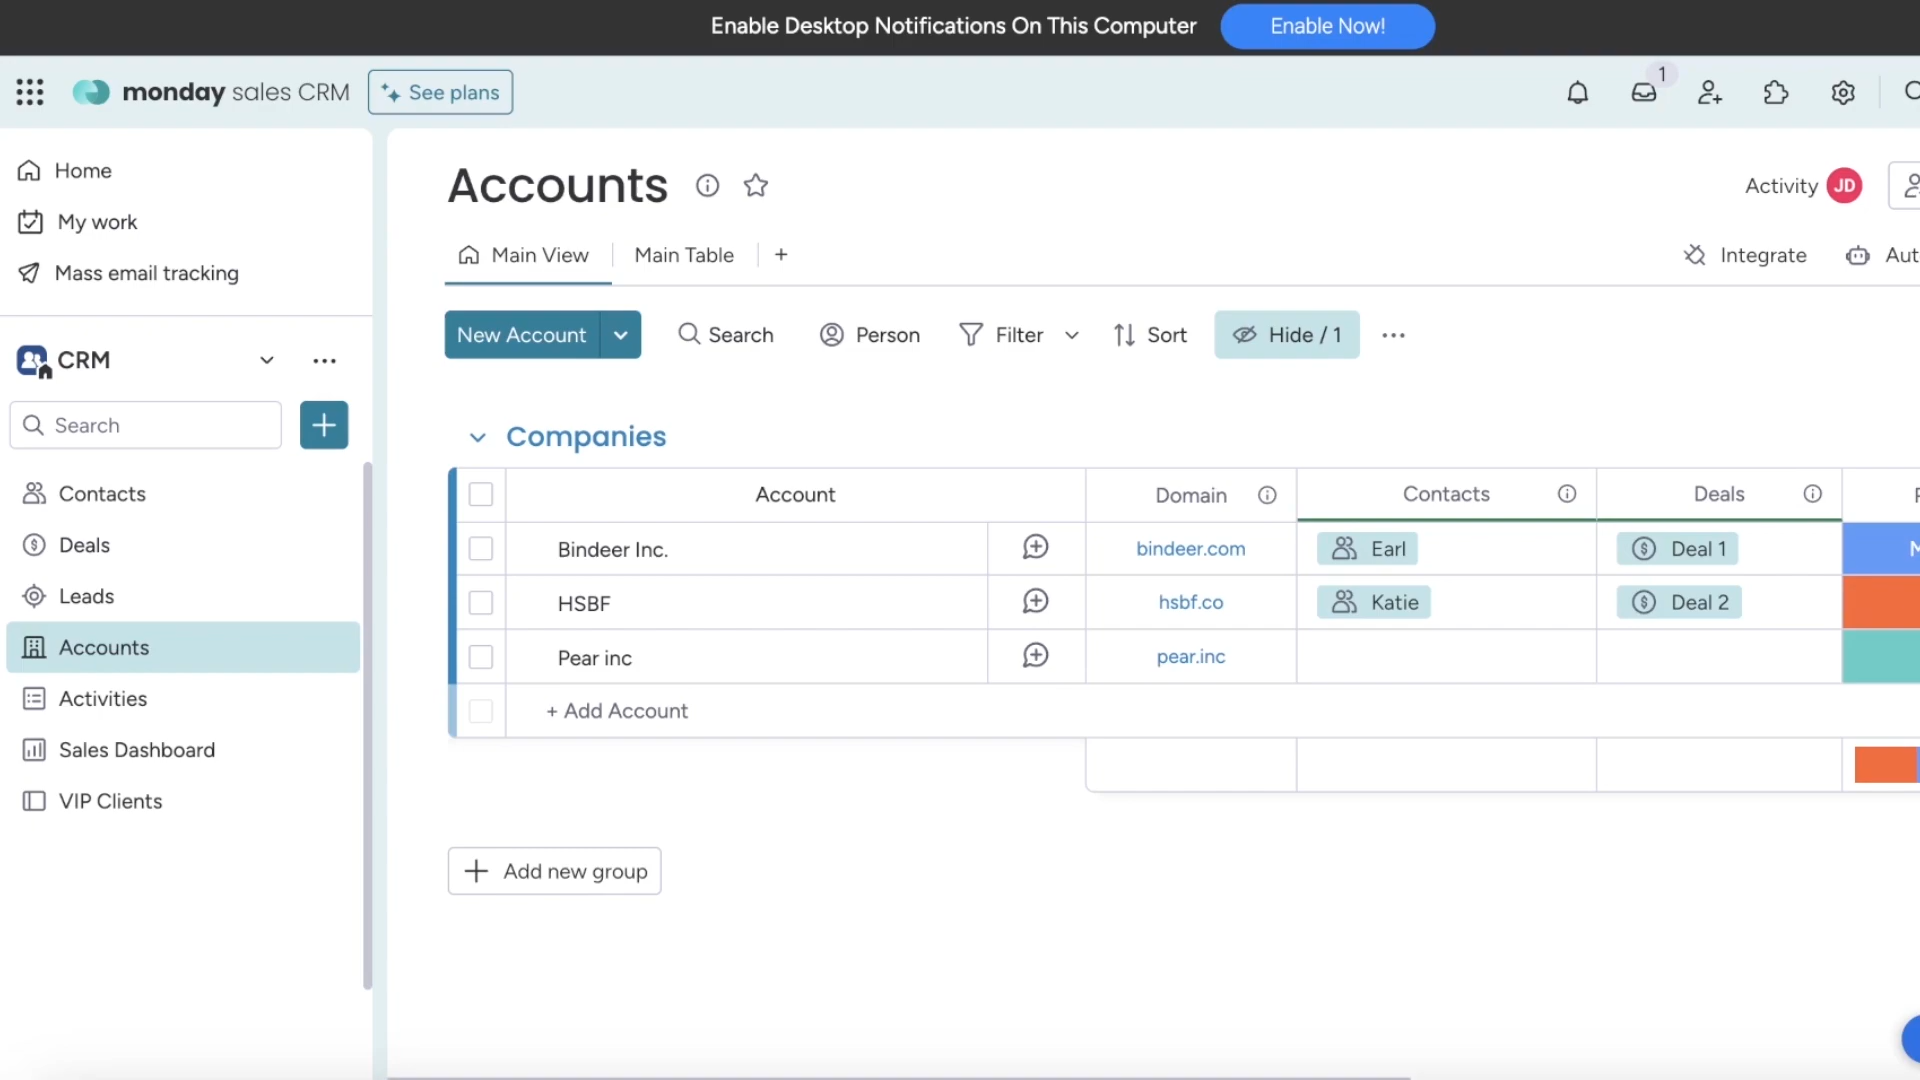 Enable Desktop Notifications On This Computer Enable Now!
monday sales CRM See plans 1
Home
My work
Mass email tracking
CRM
Search
Contacts
Deals
Leads
Accounts
Activities
Sales Dashboard
VIP Clients
Accounts
Activity JD
Main View Main Table +
Integrate Aut
New Account Search Person Filter Sort Hide / 1
Companies
Account Domain Contacts Deals
Bindeer Inc. bindeer.com Earl Deal 1
HSBF hsbf.co Katie Deal 2
Pear inc pear.inc
+ Add Account
Add new group